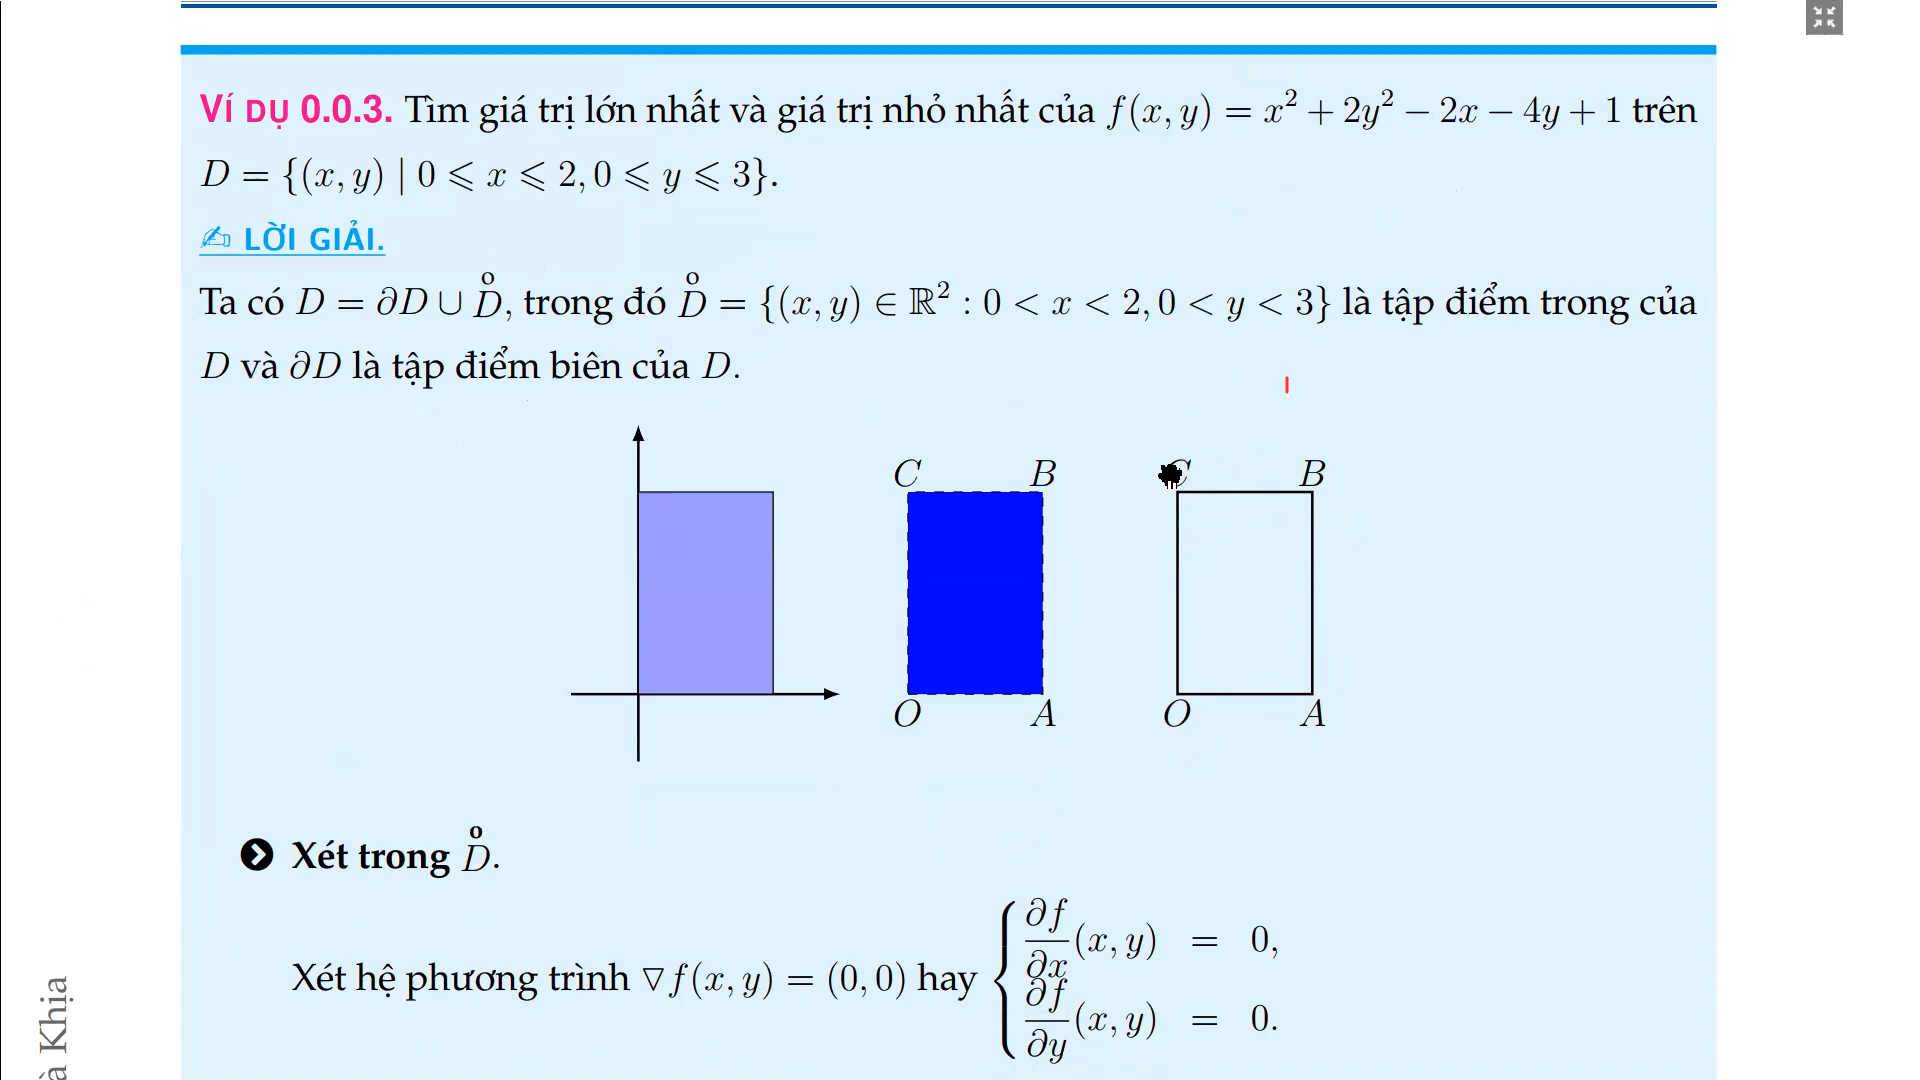 VÍ DỤ 0.0.3. Tìm giá trị lớn nhất và giá trị nhỏ nhất của f(x, y) = x² + 2y² − 2x − 4y + 1 trên
D = {(x, y) | 0 ⩽ x ⩽ 2, 0 ⩽ y ⩽ 3}.
✍ LỜI GIẢI.
Ta có D = ∂D ∪ D̊, trong đó D̊ = {(x, y) ∈ ℝ² : 0 < x < 2, 0 < y < 3} là tập điểm trong của
D và ∂D là tập điểm biên của D.
C B C B
O A O A
Xét trong D̊.
Xét hệ phương trình ▽f(x, y) = (0, 0) hay
∂f/∂x (x, y) = 0,
∂f/∂y (x, y) = 0.
à Khịa